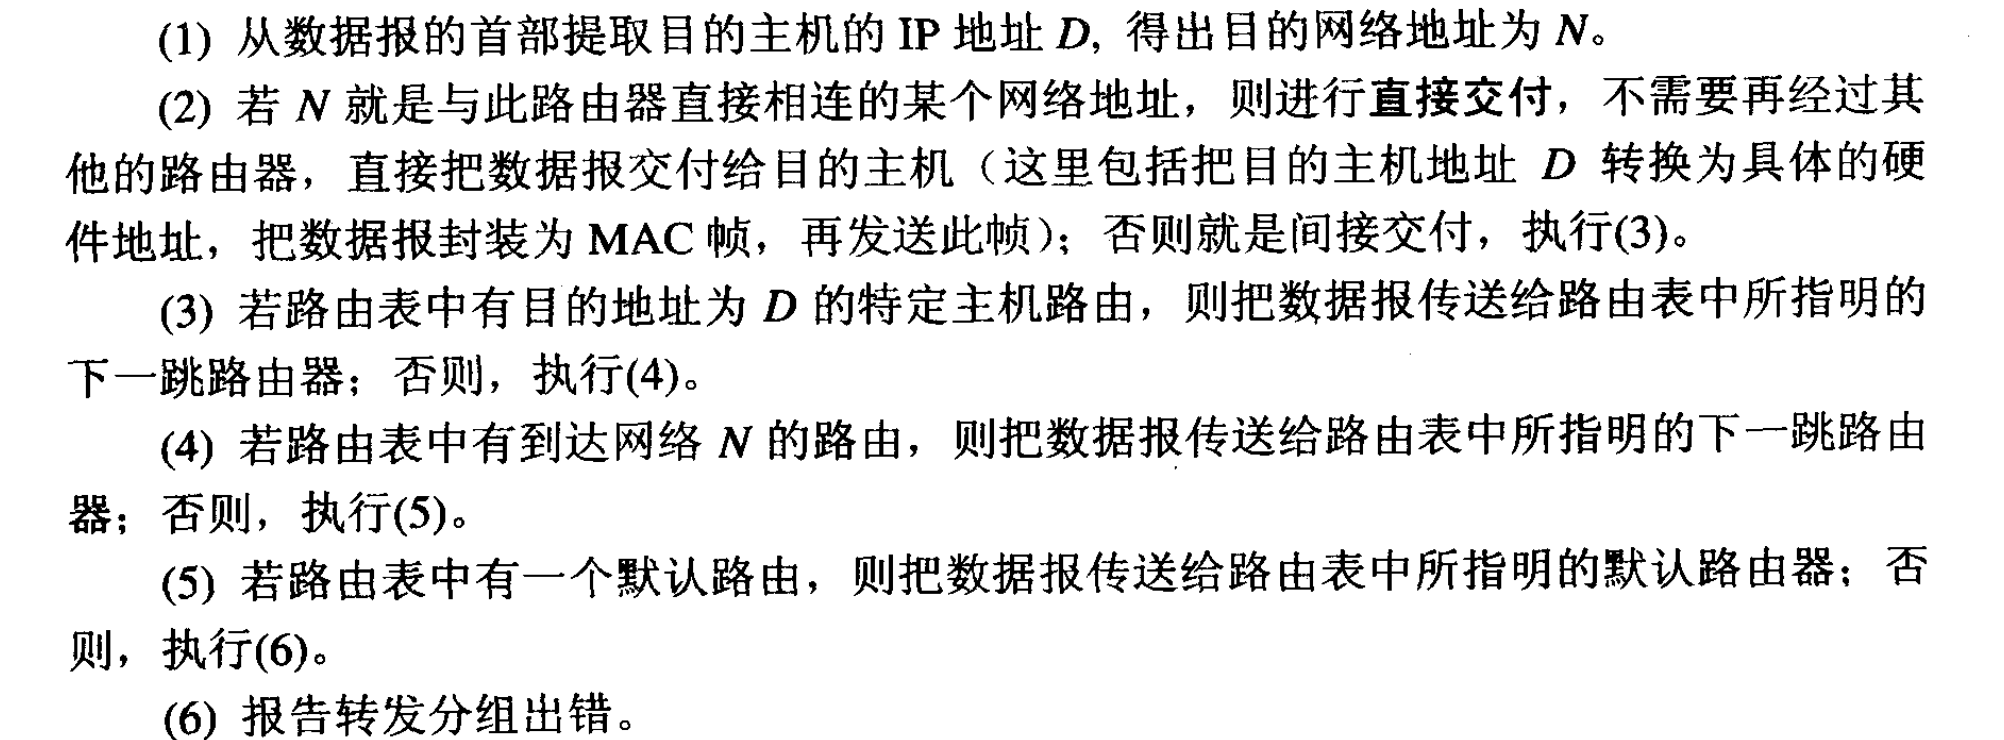 (1) 从数据报的首部提取目的主机的 IP 地址 D, 得出目的网络地址为 N。
(2) 若 N 就是与此路由器直接相连的某个网络地址，则进行直接交付，不需要再经过其
他的路由器，直接把数据报交付给目的主机（这里包括把目的主机地址 D 转换为具体的硬
件地址，把数据报封装为 MAC 帧，再发送此帧）；否则就是间接交付，执行(3)。
(3) 若路由表中有目的地址为 D 的特定主机路由，则把数据报传送给路由表中所指明的
下一跳路由器；否则，执行(4)。
(4) 若路由表中有到达网络 N 的路由，则把数据报传送给路由表中所指明的下一跳路由
器；否则，执行(5)。
(5) 若路由表中有一个默认路由，则把数据报传送给路由表中所指明的默认路由器；否
则，执行(6)。
(6) 报告转发分组出错。